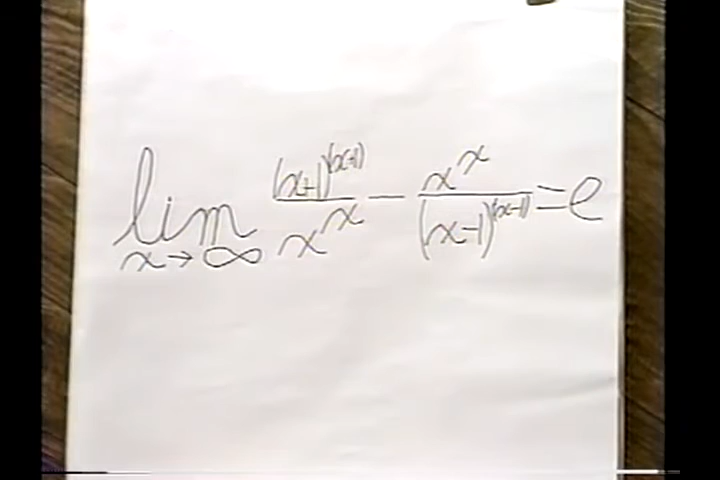 lim x→∞ (x+1)^(x+1) / x^x − x^x / (x−1)^(x−1) = e